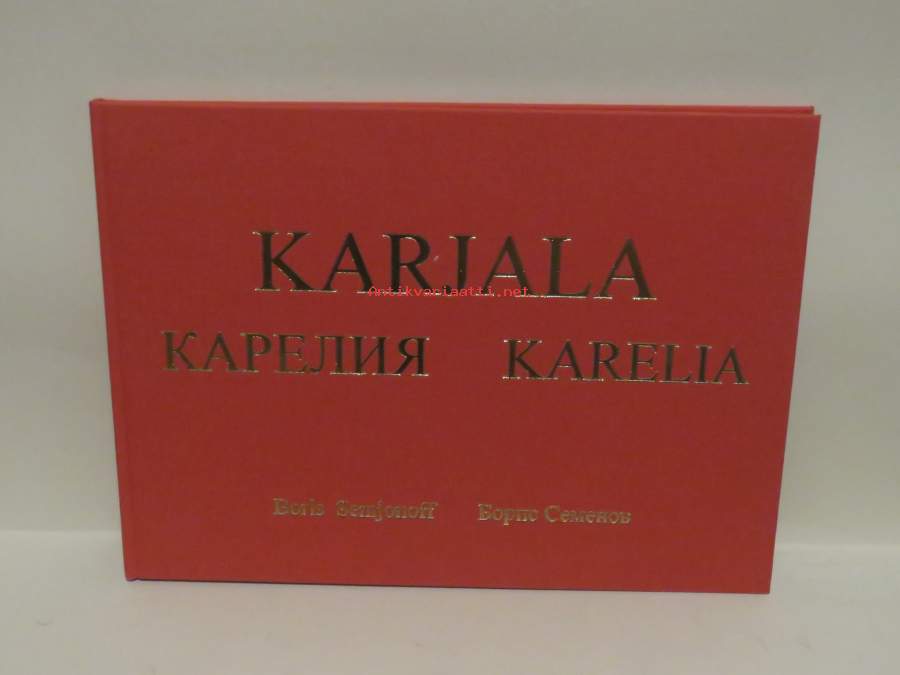 KARJALA
Antikvariaatti.net
КАРЕЛИЯ KARELIA
Boris Semjonoff Борис Семенов